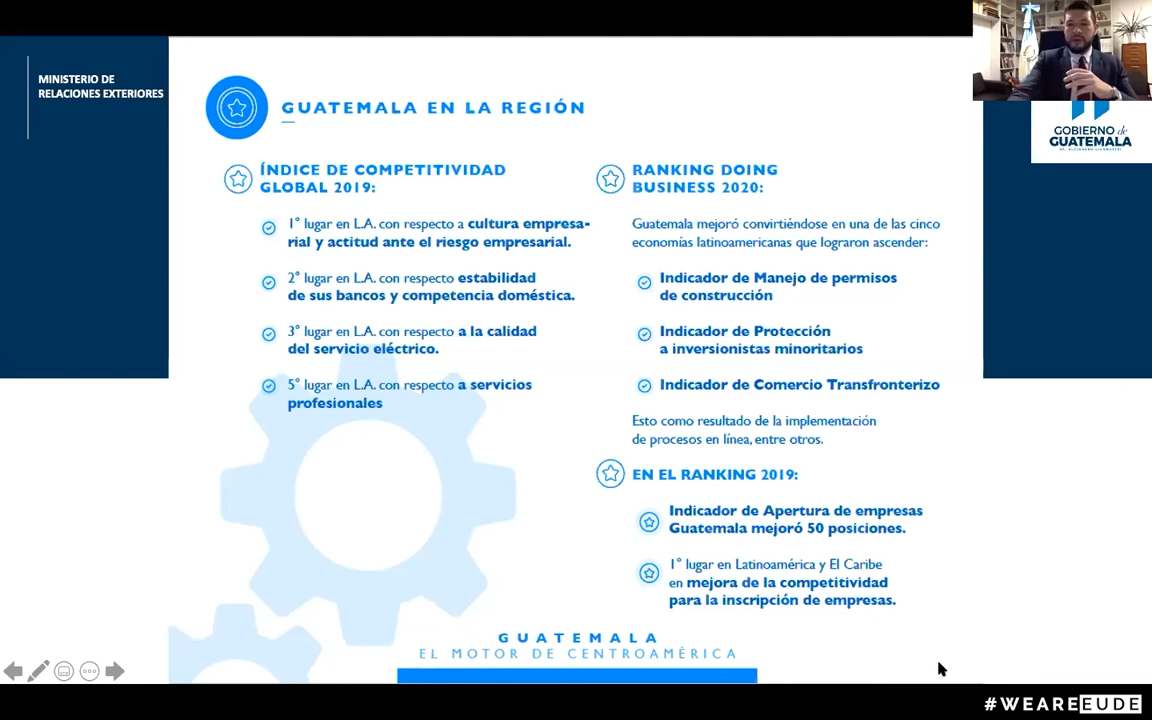 MINISTERIO DE
RELACIONES EXTERIORES
GUATEMALA EN LA REGIÓN
GOBIERNO de
GUATEMALA
ÍNDICE DE COMPETITIVIDAD
GLOBAL 2019:
1° lugar en L.A. con respecto a cultura empresa-
rial y actitud ante el riesgo empresarial.
2° lugar en L.A. con respecto estabilidad
de sus bancos y competencia doméstica.
3° lugar en L.A. con respecto a la calidad
del servicio eléctrico.
5° lugar en L.A. con respecto a servicios
profesionales
RANKING DOING
BUSINESS 2020:
Guatemala mejoró convirtiéndose en una de las cinco
economías latinoamericanas que lograron ascender:
Indicador de Manejo de permisos
de construcción
Indicador de Protección
a inversionistas minoritarios
Indicador de Comercio Transfronterizo
Esto como resultado de la implementación
de procesos en línea, entre otros.
EN EL RANKING 2019:
Indicador de Apertura de empresas
Guatemala mejoró 50 posiciones.
1° lugar en Latinoamérica y El Caribe
en mejora de la competitividad
para la inscripción de empresas.
GUATEMALA
EL MOTOR DE CENTROAMÉRICA
#WEAREEUDE